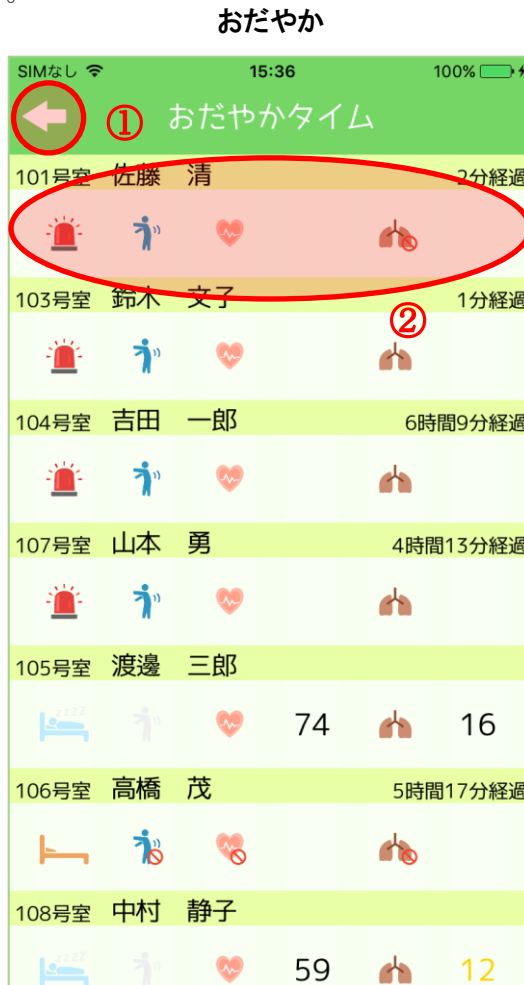 。
おだやか
SIMなし 15:36 100%
① おだやかタイム
101号室 佐藤 清 2分経過
②
103号室 鈴木 文子 1分経過
104号室 吉田 一郎 6時間9分経過
107号室 山本 勇 4時間13分経過
105号室 渡邊 三郎
zzzz 74 16
106号室 高橋 茂 5時間17分経過
108号室 中村 静子
zzzz 59 12